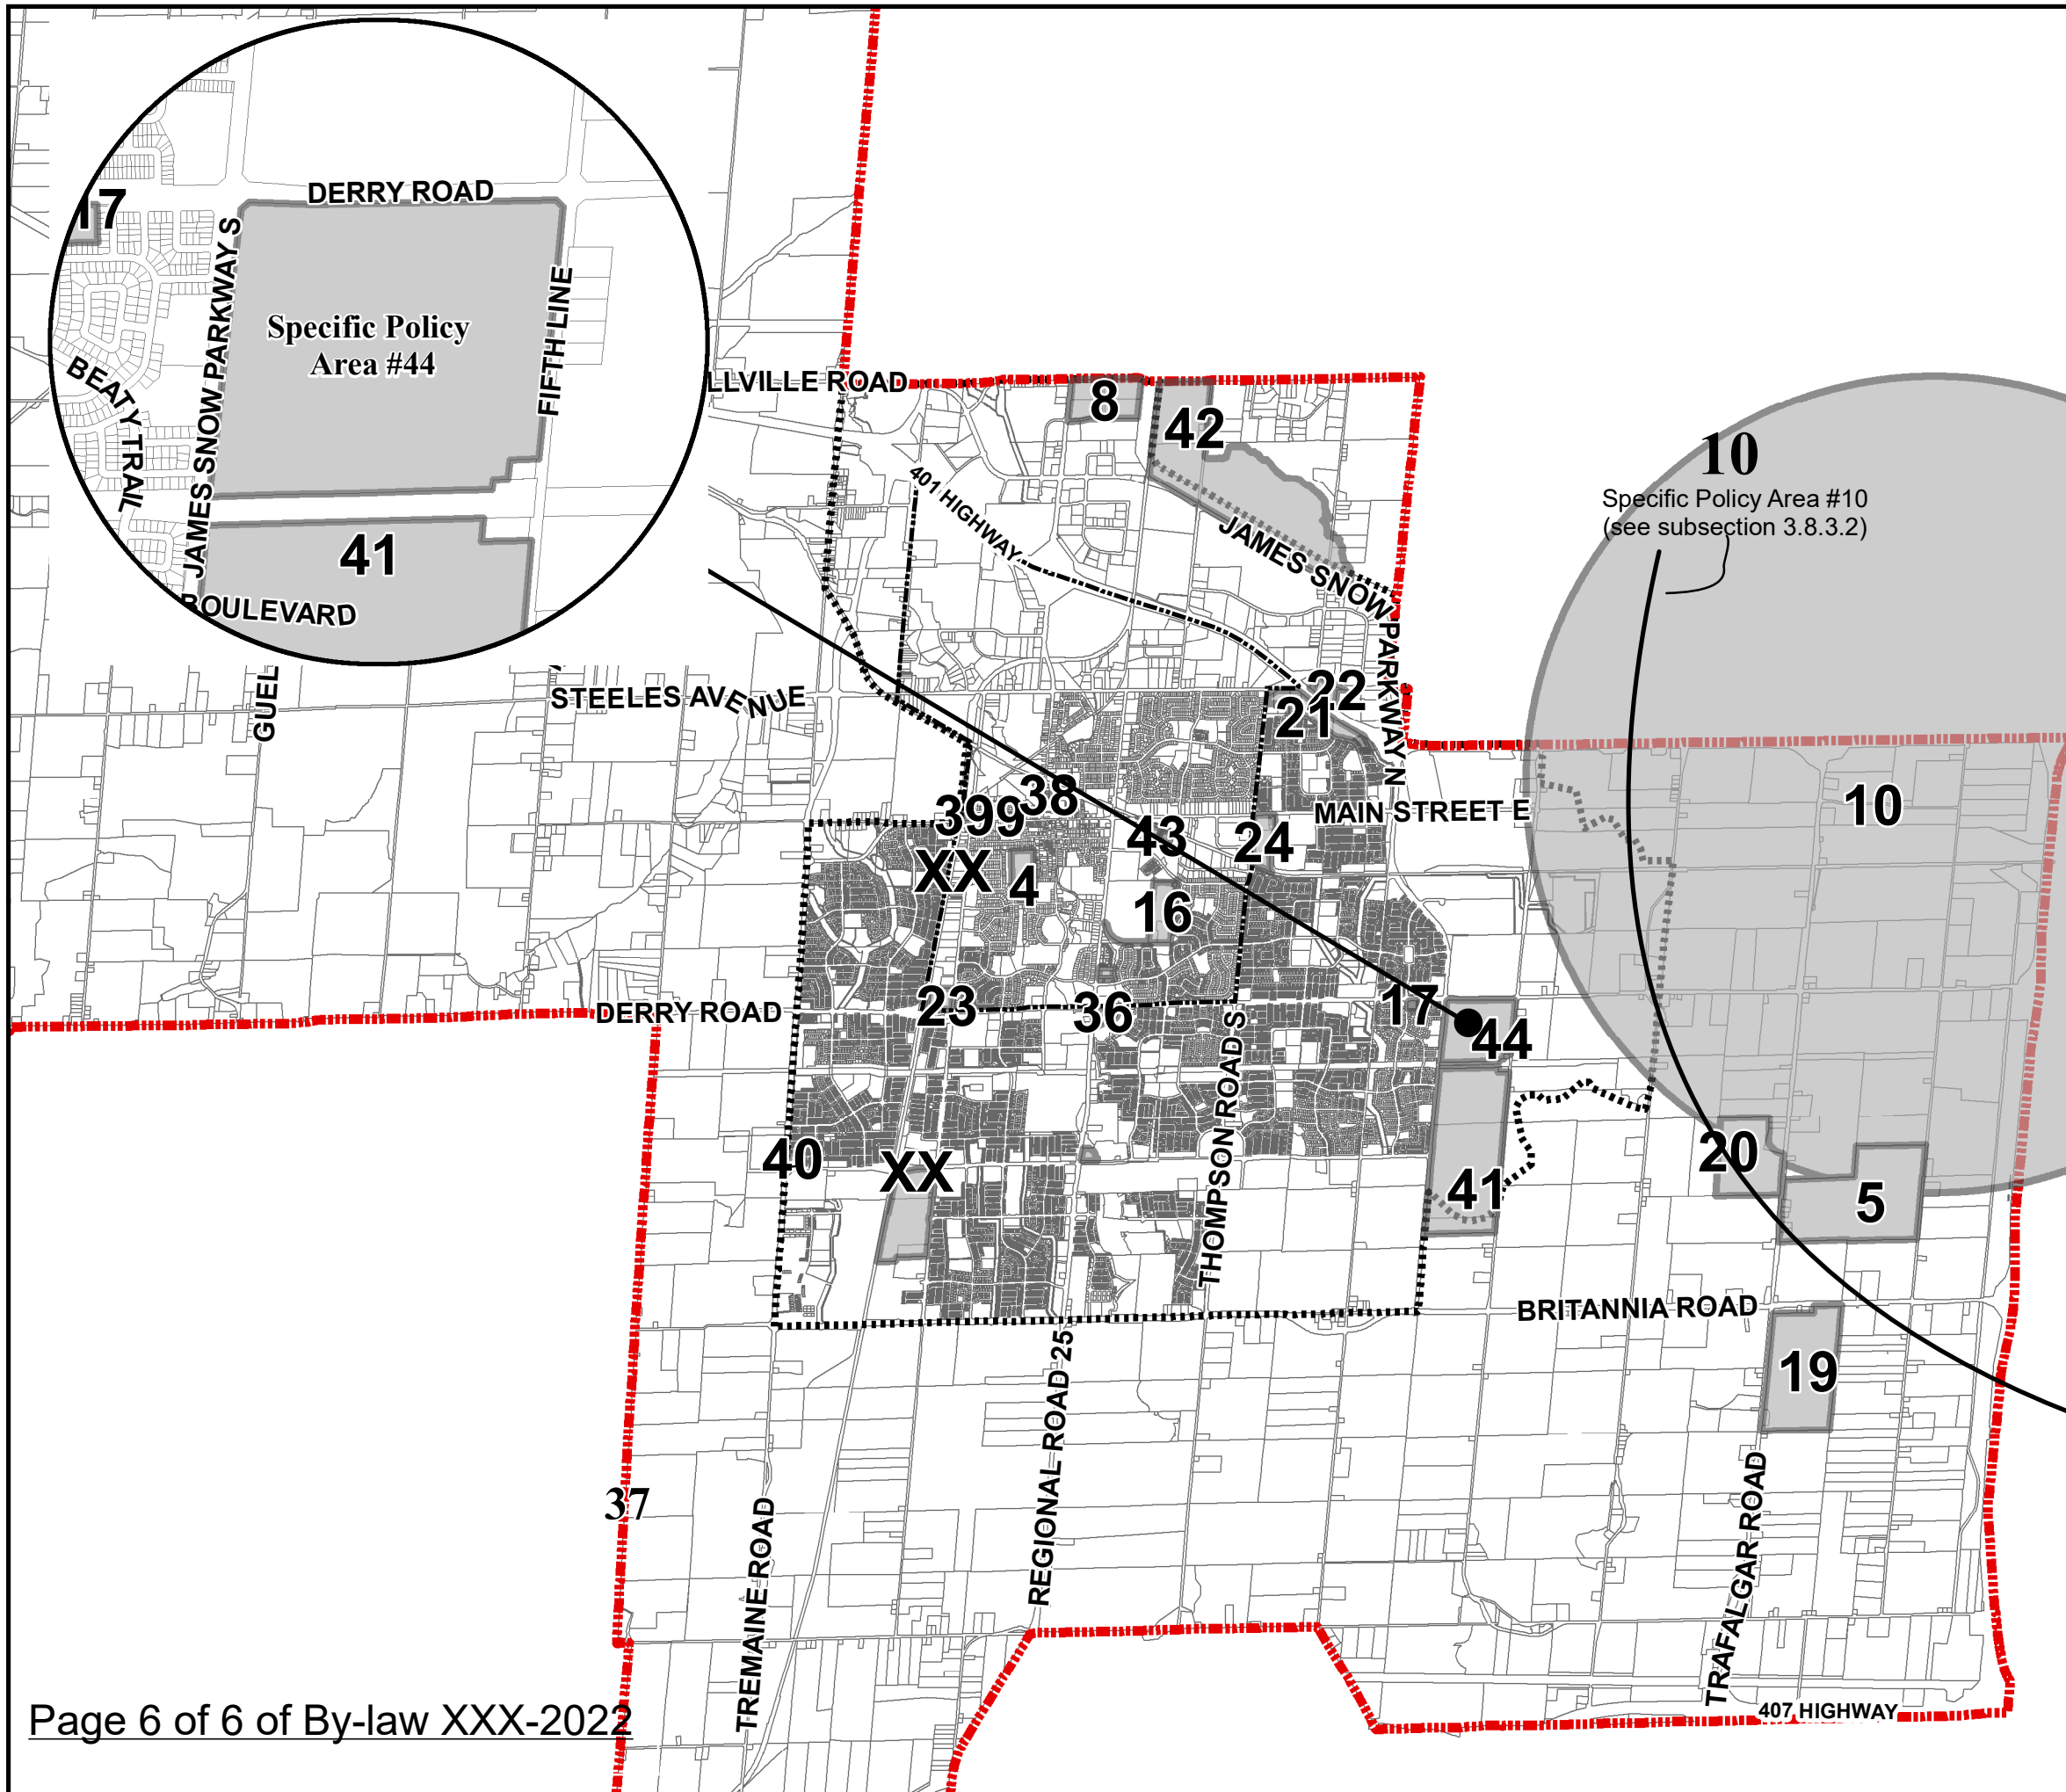 DERRY ROAD
17
JAMES SNOW PARKWAY S
Specific Policy
Area #44
FIFTH LINE
BEATY TRAIL
41
BOULEVARD
LLVILLE ROAD
8
42
401 HIGHWAY
JAMES SNOW PARKWAY N
10
Specific Policy Area #10
(see subsection 3.8.3.2)
GUEL
STEELES AVENUE
22
21
38
399
43
24
MAIN STREET E
10
XX
4
16
DERRY ROAD
23
36
17
44
THOMPSON ROAD S
40
XX
41
20
5
BRITANNIA ROAD
19
REGIONAL ROAD 25
37
TREMAINE ROAD
TRAFALGAR ROAD
407 HIGHWAY
Page 6 of 6 of By-law XXX-2022